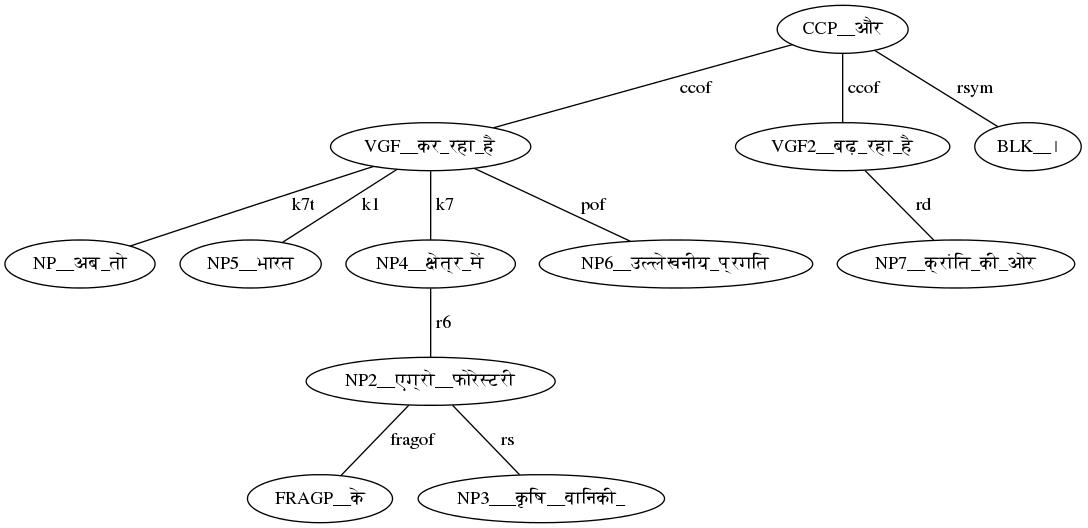 CCP__और
ccof ccof rsym
VGF__कर_रहा_है VGF2__बढ़_रहा_है BLK__।
k7t k1 k7 pof rd
NP__अब_तो NP5__भारत NP4__क्षेत्र_में NP6__उल्लेखनीय_प्रगति NP7__क्रांति_की_ओर
r6
NP2__एग्रो__फोरेस्टरी
fragof rs
FRAGP__के NP3___कृषि__वानिकी_